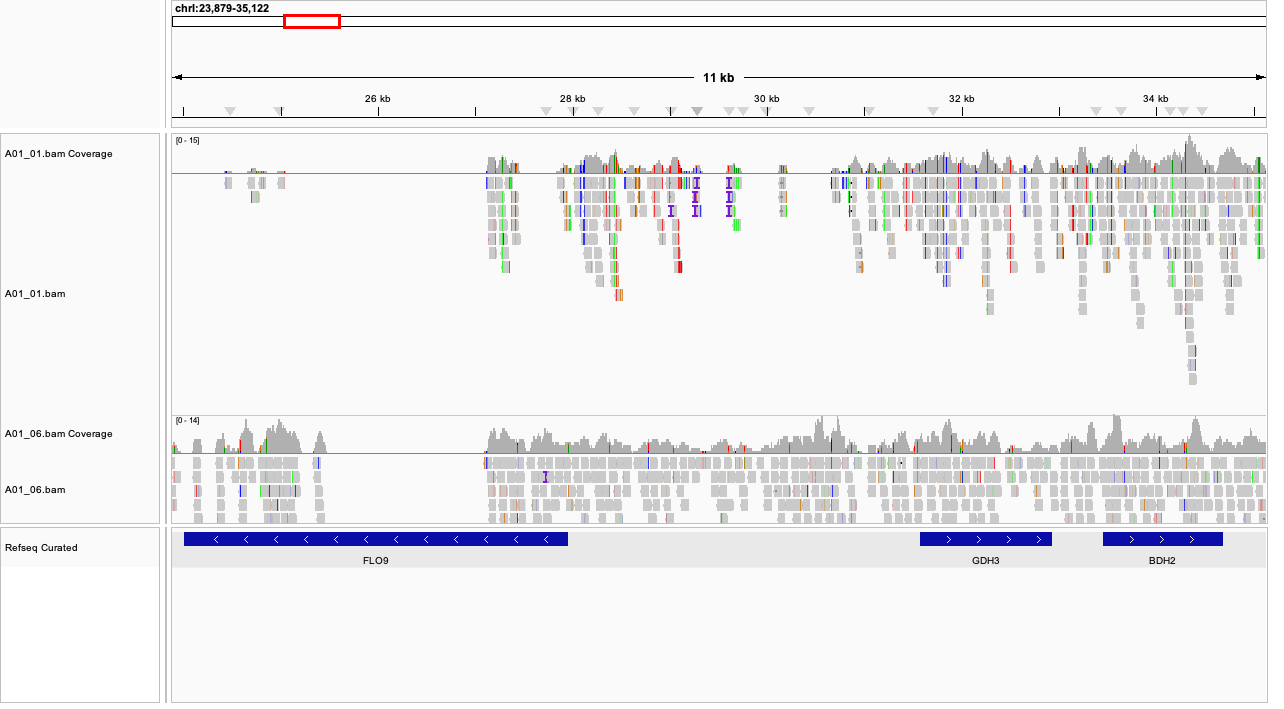 chrI:23,879-35,122
11 kb
26 kb 28 kb 30 kb 32 kb 34 kb
A01_01.bam Coverage
[0 - 15]
A01_01.bam
A01_06.bam Coverage
[0 - 14]
A01_06.bam
Refseq Curated
FLO9 GDH3 BDH2